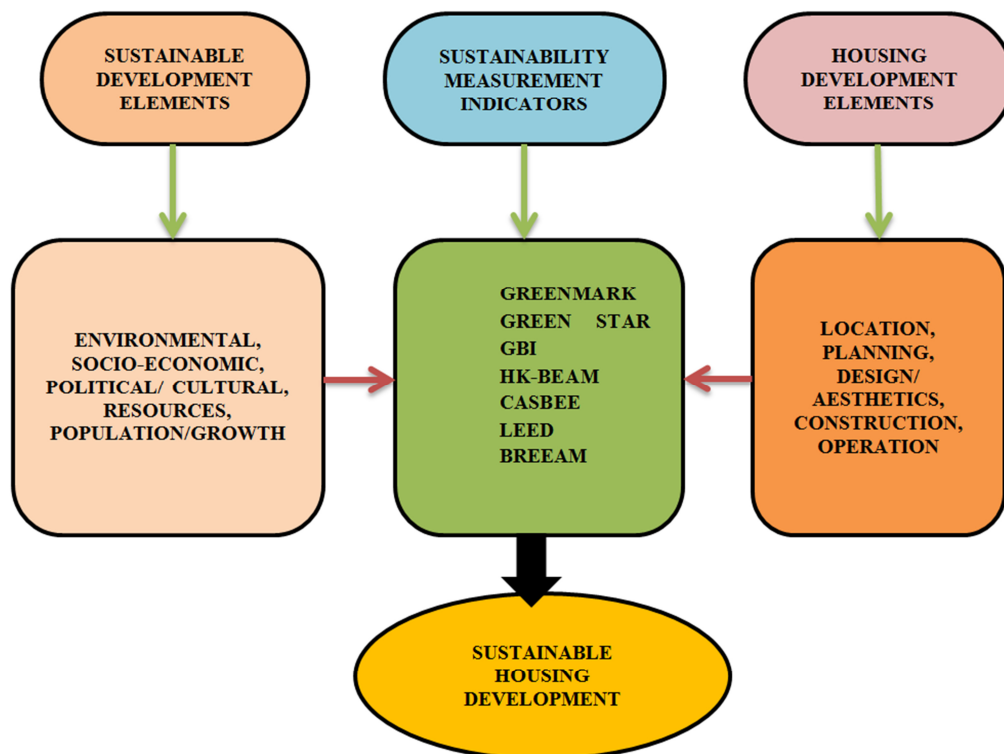 SUSTAINABLE
DEVELOPMENT
ELEMENTS
SUSTAINABILITY
MEASUREMENT
INDICATORS
HOUSING
DEVELOPMENT
ELEMENTS
ENVIRONMENTAL,
SOCIO-ECONOMIC,
POLITICAL/ CULTURAL,
RESOURCES,
POPULATION/GROWTH
GREENMARK
GREEN STAR
GBI
HK-BEAM
CASBEE
LEED
BREEAM
LOCATION,
PLANNING,
DESIGN/
AESTHETICS,
CONSTRUCTION,
OPERATION
SUSTAINABLE
HOUSING
DEVELOPMENT